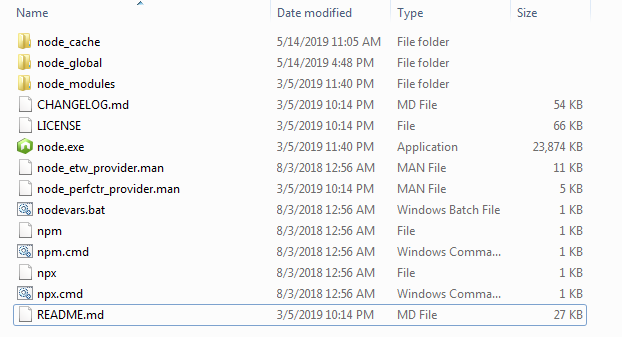 Name Date modified Type Size
node_cache 5/14/2019 11:05 AM File folder
node_global 5/14/2019 4:48 PM File folder
node_modules 3/5/2019 11:40 PM File folder
CHANGELOG.md 3/5/2019 10:14 PM MD File 54 KB
LICENSE 3/5/2019 10:14 PM File 66 KB
node.exe 3/5/2019 11:40 PM Application 23,874 KB
node_etw_provider.man 8/3/2018 12:56 AM MAN File 11 KB
node_perfctr_provider.man 3/5/2019 10:14 PM MAN File 5 KB
nodevars.bat 8/3/2018 12:56 AM Windows Batch File 1 KB
npm 8/3/2018 12:56 AM File 1 KB
npm.cmd 8/3/2018 12:56 AM Windows Comma... 1 KB
npx 8/3/2018 12:56 AM File 1 KB
npx.cmd 8/3/2018 12:56 AM Windows Comma... 1 KB
README.md 3/5/2019 10:14 PM MD File 27 KB